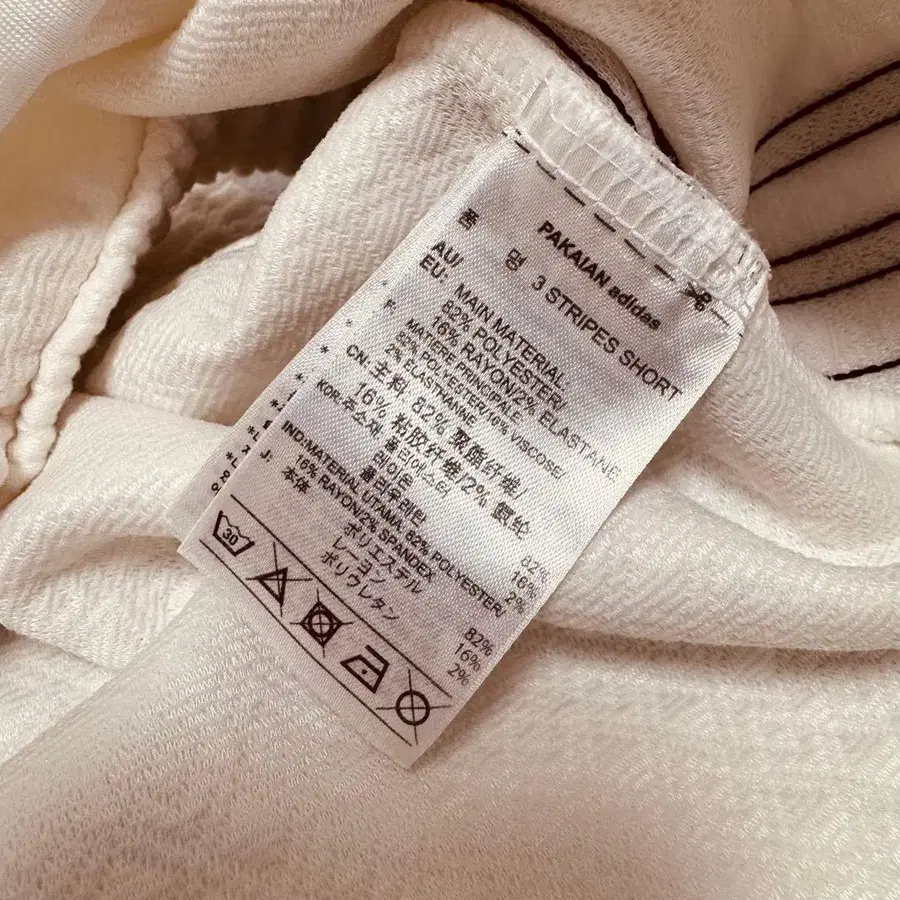 PAKAIAN adidas
품 명 3 STRIPES SHORT
AU/
EU: MAIN MATERIAL
82% POLYESTER/
16% RAYON/2% ELASTANE
F: MATIERE PRINCIPALE
82% POLYESTER/16% VISCOSE/
2% ELASTHANNE
CN: 主料 82% 聚酯纤维/
16% 粘胶纤维/2% 氨纶
KOR: 주소재 폴리에스터 82%
레이온 16%
폴리우레탄 2%
IND: MATERIAL UTAMA 82% POLYESTER/
16% RAYON/2% SPANDEX
J: 本体 ポリエステル 82%
レーヨン 16%
ポリウレタン 2%
30